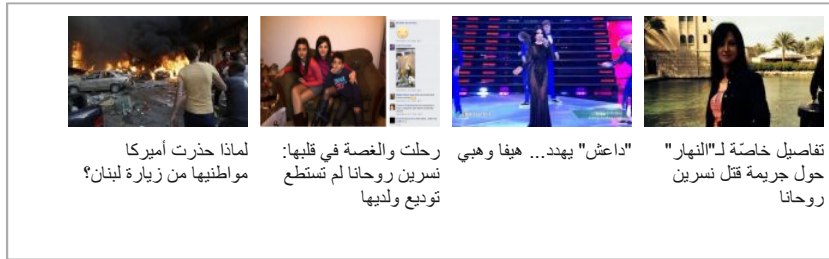 تفاصيل خاصّة لـ"النهار"
حول جريمة قتل نسرين
روحانا
"داعش" يهدد... هيفا وهبي
رحلت والغصة في قلبها:
نسرين روحانا لم تستطع
توديع ولديها
لماذا حذرت أميركا
مواطنيها من زيارة لبنان؟